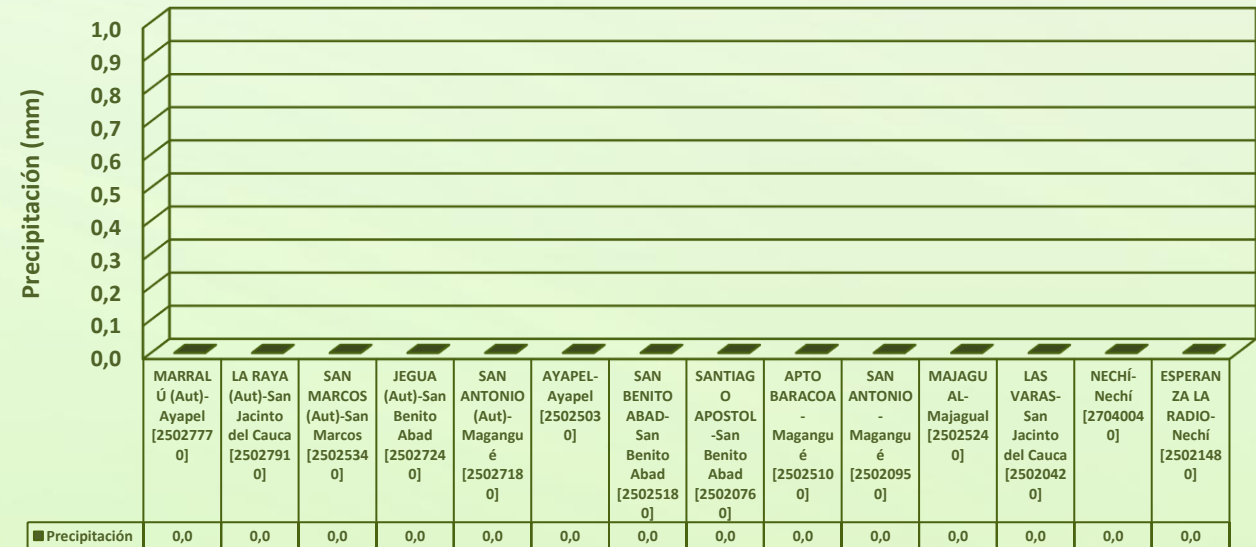 Precipitación (mm)
1,0
0,9
0,8
0,7
0,6
0,5
0,4
0,3
0,2
0,1
0,0
MARRAL
Ú (Aut)-
Ayapel
[2502777
0]
LA RAYA
(Aut)-San
Jacinto
del Cauca
[2502791
0]
SAN
MARCOS
(Aut)-San
Marcos
[2502534
0]
JEGUA
(Aut)-San
Benito
Abad
[2502724
0]
SAN
ANTONIO
(Aut)-
Magangué
[2502718
0]
AYAPEL-
Ayapel
[2502503
0]
SAN
BENITO
ABAD-
San
Benito
Abad
[2502518
0]
SANTIAG
O
APOSTOL
-San
Benito
Abad
[2502076
0]
APTO
BARACOA
-
Magangu
é
[2502510
0]
SAN
ANTONIO
-
Magangu
é
[2502095
0]
MAJAGU
AL-
Majagual
[2502524
0]
LAS
VARAS-
San
Jacinto
del Cauca
[2502042
0]
NECHÍ-
Nechí
[2704004
0]
ESPERAN
ZA LA
RADIO-
Nechí
[2502148
0]
Precipitación 0,0 0,0 0,0 0,0 0,0 0,0 0,0 0,0 0,0 0,0 0,0 0,0 0,0 0,0